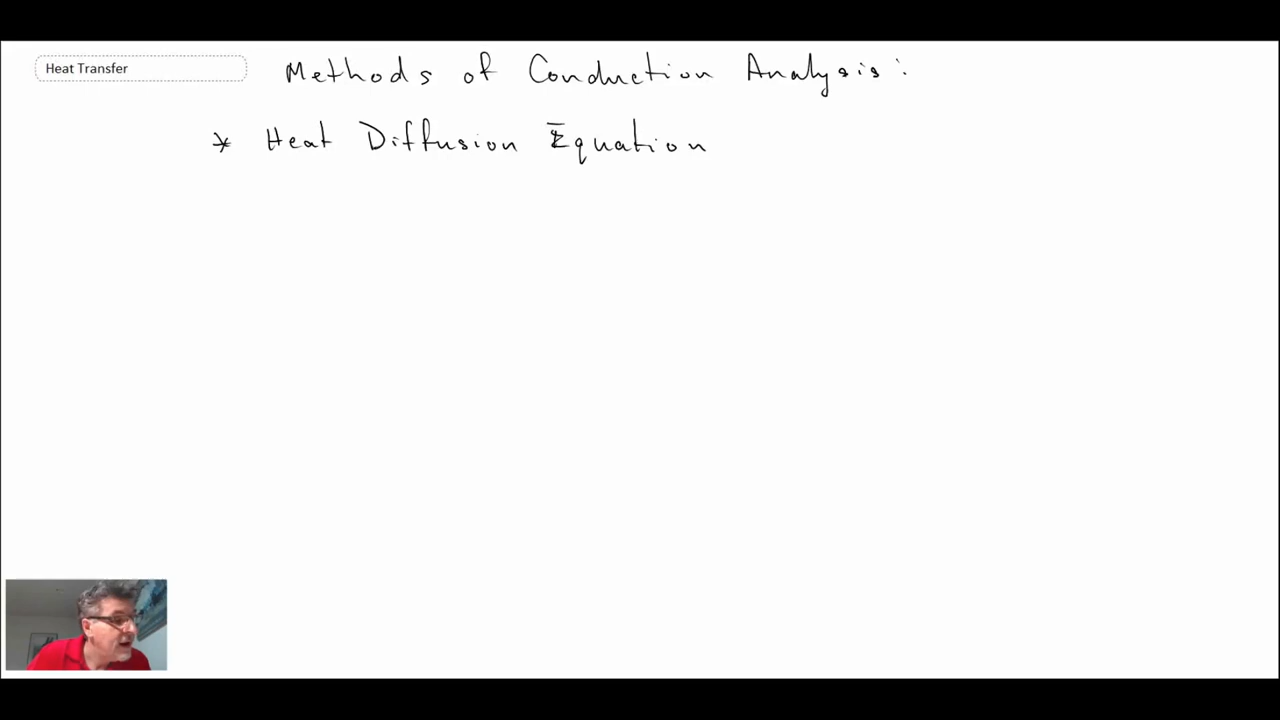 Heat Transfer
Methods of Conduction Analysis:
* Heat Diffusion Equation